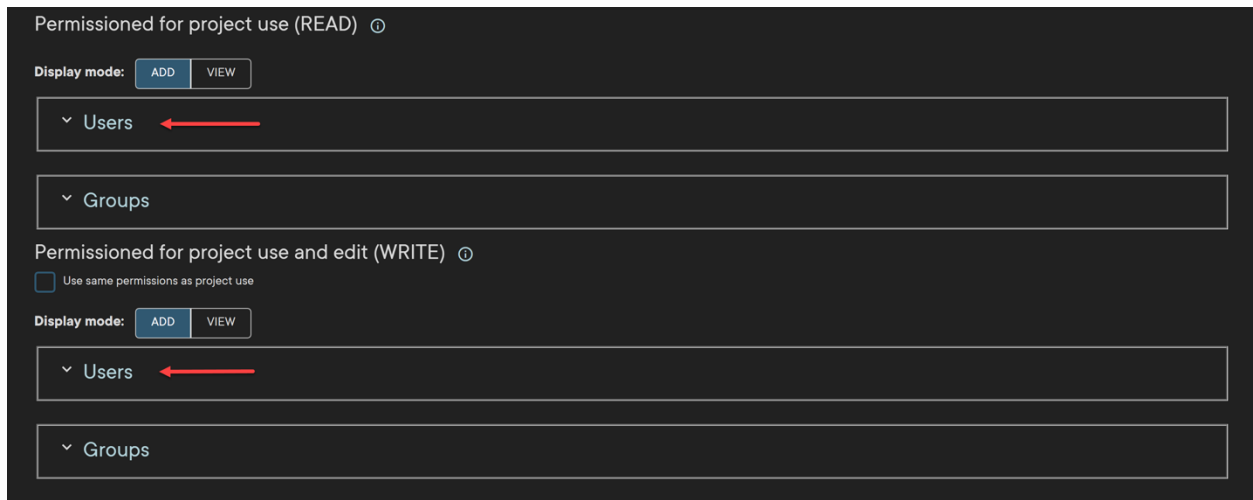 Permissioned for project use (READ)
Display mode: ADD VIEW
Users
Groups
Permissioned for project use and edit (WRITE)
Use same permissions as project use
Display mode: ADD VIEW
Users
Groups